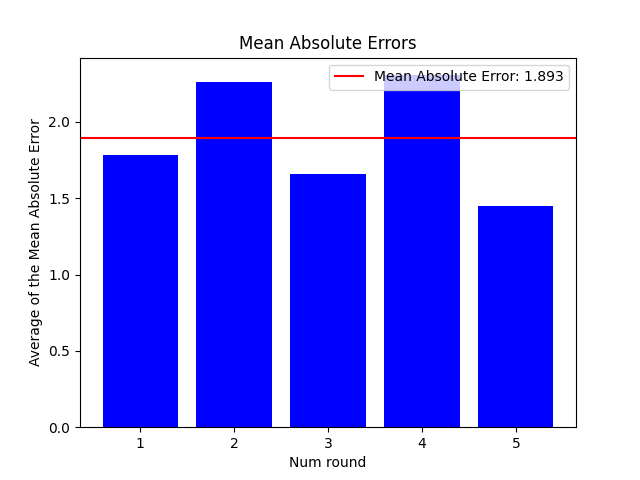 Mean Absolute Errors
Mean Absolute Error: 1.893
Average of the Mean Absolute Error
2.0
1.5
1.0
0.5
0.0
1 2 3 4 5
Num round